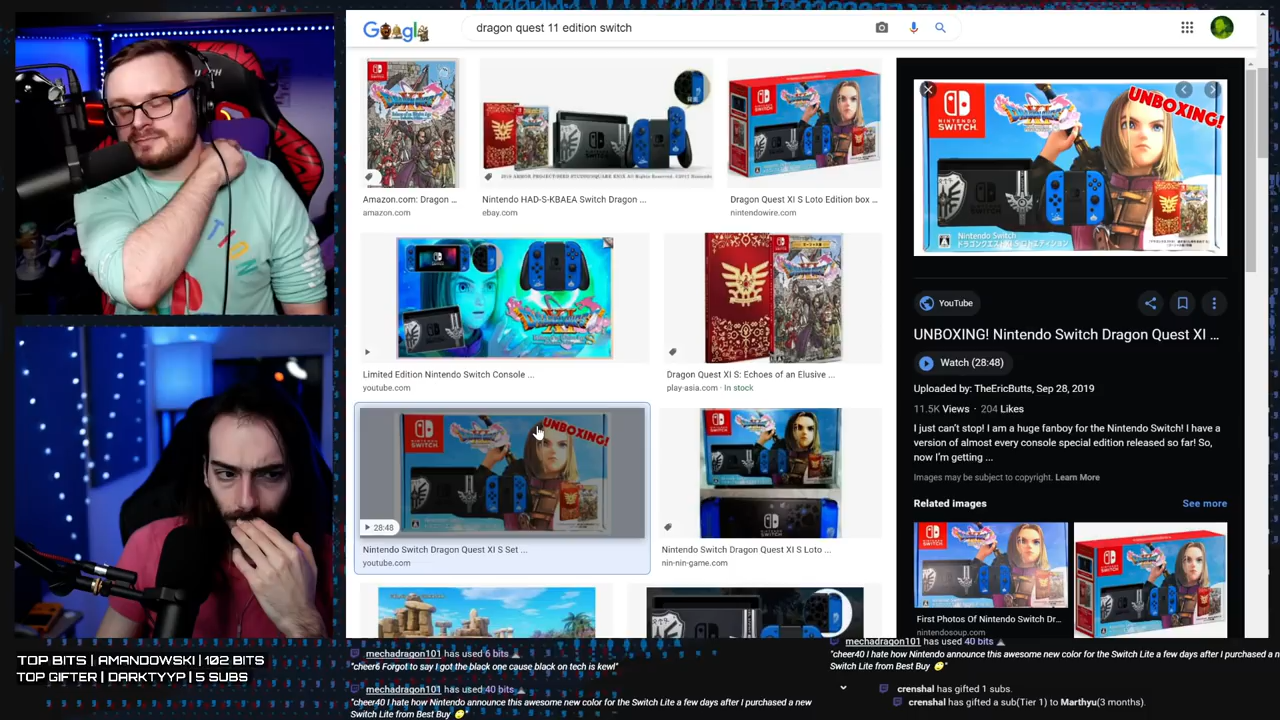 dragon quest 11 edition switch
Amazon.com: Dragon ...
amazon.com
Nintendo HAD-S-KBAEA Switch Dragon ...
ebay.com
Dragon Quest XI S Loto Edition box ...
nintendowire.com
Limited Edition Nintendo Switch Console ...
youtube.com
Dragon Quest XI S: Echoes of an Elusive ...
play-asia.com · In stock
UNBOXING!
28:48
Nintendo Switch Dragon Quest XI S Set ...
youtube.com
Nintendo Switch Dragon Quest XI S Loto ...
nin-nin-game.com
NINTENDO
SWITCH
UNBOXING!
Nintendo Switch
YouTube
UNBOXING! Nintendo Switch Dragon Quest XI ...
Watch (28:48)
Uploaded by: TheEricButts, Sep 28, 2019
11.5K Views · 204 Likes
I just can't stop! I am a huge fanboy for the Nintendo Switch! I have a
version of almost every console special edition released so far! So,
now I'm getting ...
Images may be subject to copyright. Learn More
Related images
See more
First Photos Of Nintendo Switch Dr...
nintendosoup.com
TOP BITS | AMANDOWSKI | 102 BITS
TOP GIFTER | DARKTYYP | 5 SUBS
mechadragon101 has used 6 bits
"cheer6 Forgot to say I got the black one cause black on tech is kewl"
mechadragon101 has used 40 bits
"cheer40 I hate how Nintendo announce this awesome new color for the Switch Lite a few days after I purchased a new
Switch Lite from Best Buy
mechadragon101 has used 40 bits
"cheer40 I hate how Nintendo announce this awesome new color for the Switch Lite a few days after I purchased a n
Switch Lite from Best Buy
crenshal has gifted 1 subs.
crenshal has gifted a sub(Tier 1) to Marthyu(3 months).